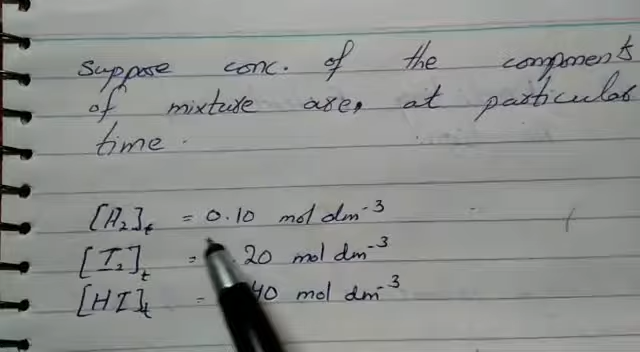 Suppose conc. of the components
of mixture are, at particular
time.
[H₂]ₜ = 0.10 mol dm⁻³
[I₂]ₜ = .20 mol dm⁻³
[HI]ₜ = 40 mol dm⁻³